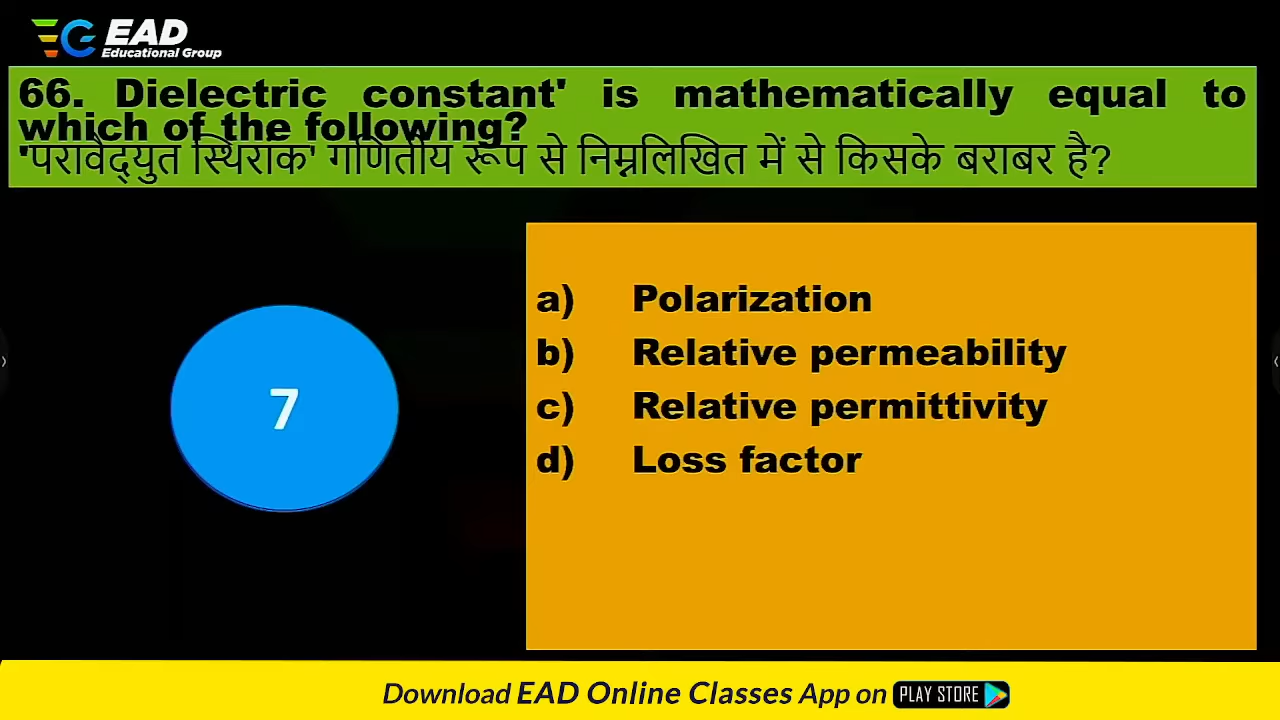 EAD
Educational Group
66. Dielectric constant' is mathematically equal to
which of the following?
'परावैद्युत स्थिरांक' गणितीय रूप से निम्नलिखित में से किसके बराबर है?
7
a) Polarization
b) Relative permeability
c) Relative permittivity
d) Loss factor
Download EAD Online Classes App on PLAY STORE